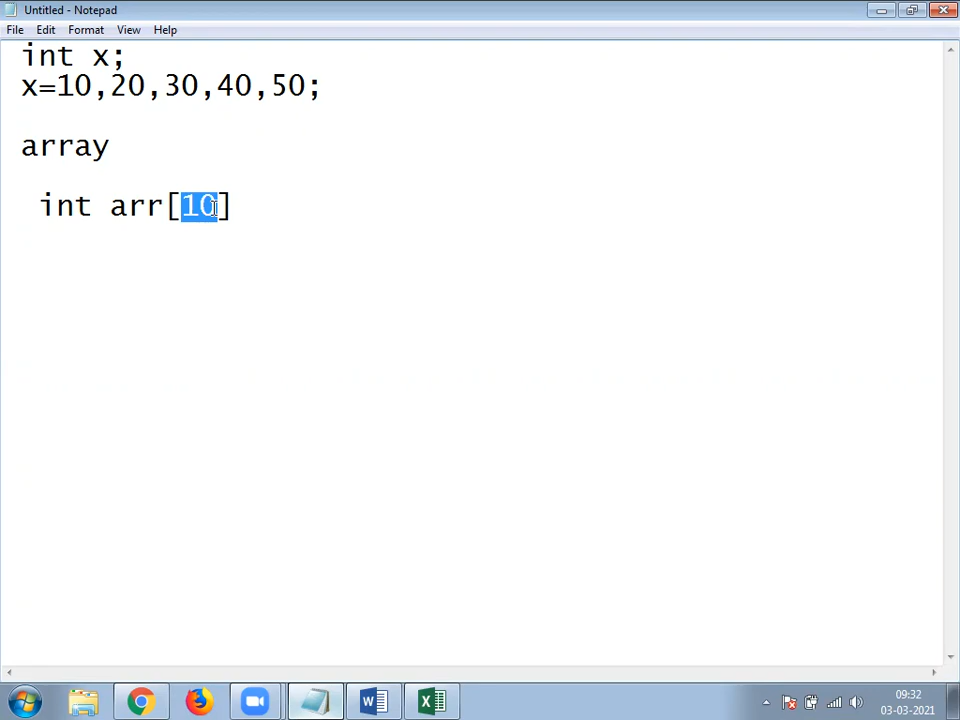 Untitled - Notepad
File Edit Format View Help
int x;
x=10,20,30,40,50;
array
int arr[10]
09:32
03-03-2021